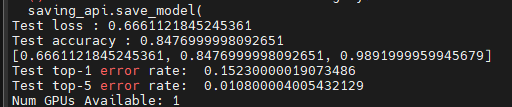 saving_api.save_model(
Test loss : 0.6661121845245361
Test accuracy : 0.8476999998092651
[0.6661121845245361, 0.8476999998092651, 0.9891999959945679]
Test top-1 error rate:  0.15230000019073486
Test top-5 error rate:  0.010800004005432129
Num GPUs Available: 1